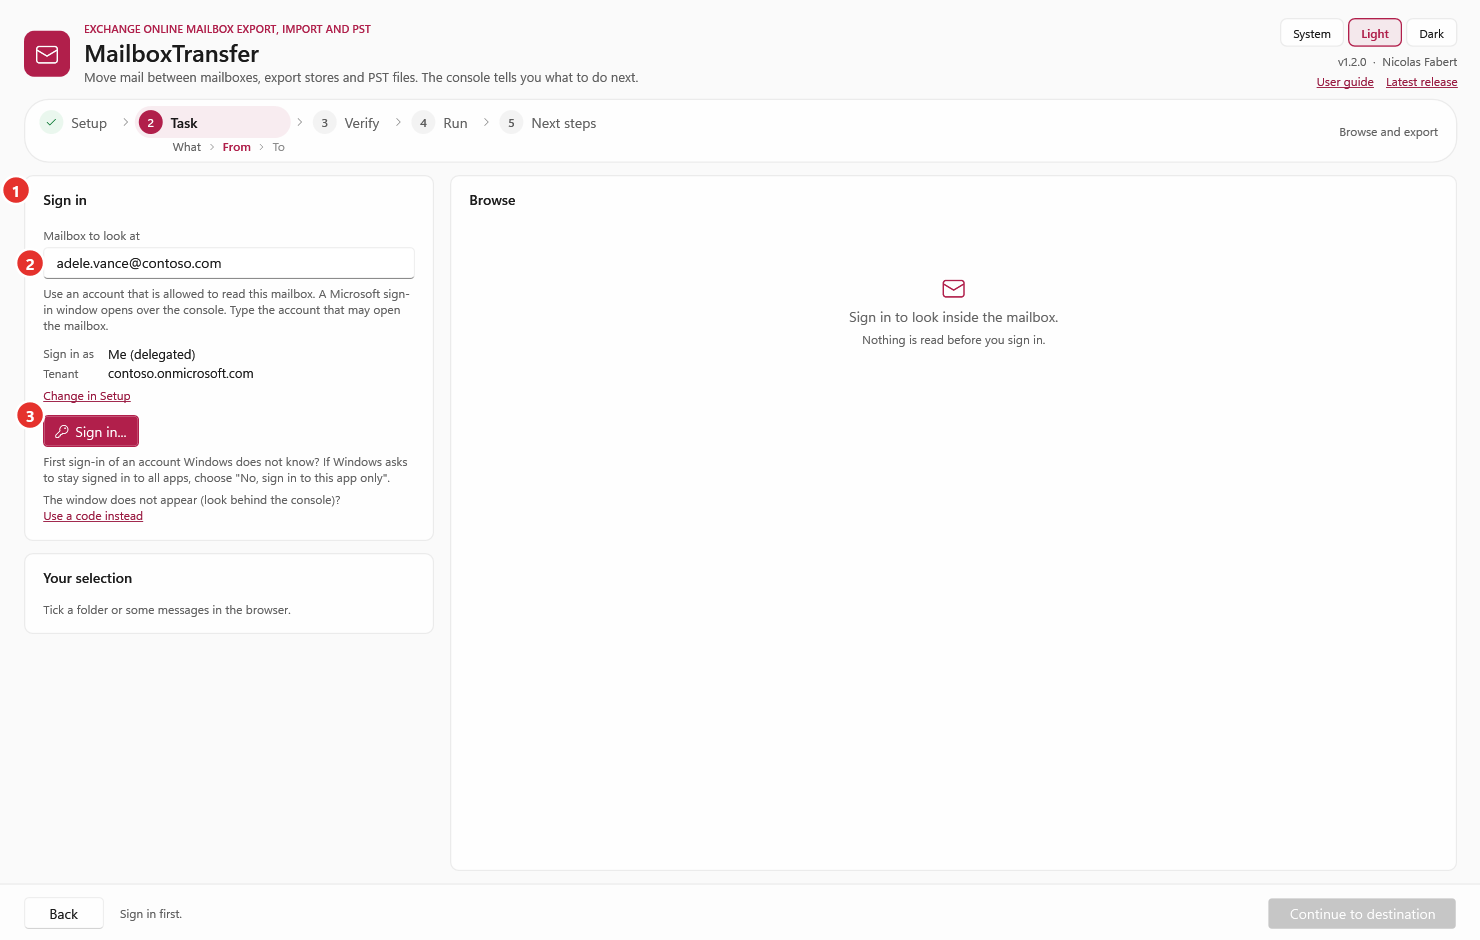 EXCHANGE ONLINE MAILBOX EXPORT, IMPORT AND PST
MailboxTransfer
Move mail between mailboxes, export stores and PST files. The console tells you what to do next.
System
Light
Dark
v1.2.0 · Nicolas Fabert
User guide
Latest release
Setup
2 Task
3 Verify
4 Run
5 Next steps
What
From
To
Browse and export
1
Sign in
Mailbox to look at
2
adele.vance@contoso.com
Use an account that is allowed to read this mailbox. A Microsoft sign-
in window opens over the console. Type the account that may open
the mailbox.
Sign in as Me (delegated)
Tenant contoso.onmicrosoft.com
Change in Setup
3
Sign in...
First sign-in of an account Windows does not know? If Windows asks
to stay signed in to all apps, choose "No, sign in to this app only".
The window does not appear (look behind the console)?
Use a code instead
Your selection
Tick a folder or some messages in the browser.
Browse
Sign in to look inside the mailbox.
Nothing is read before you sign in.
Back
Sign in first.
Continue to destination